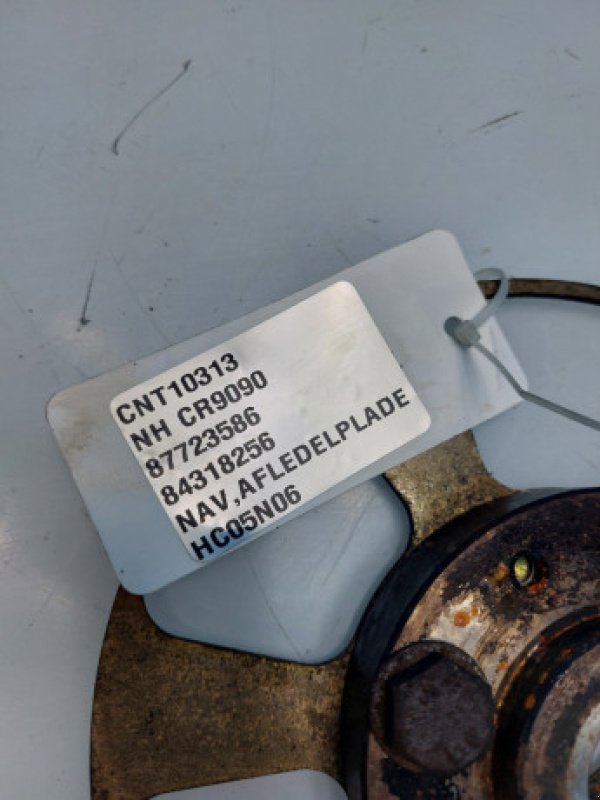 CNT10313
NH CR9090
87723586
84318256
NAV,AFLEDELPLADE
HC05N06